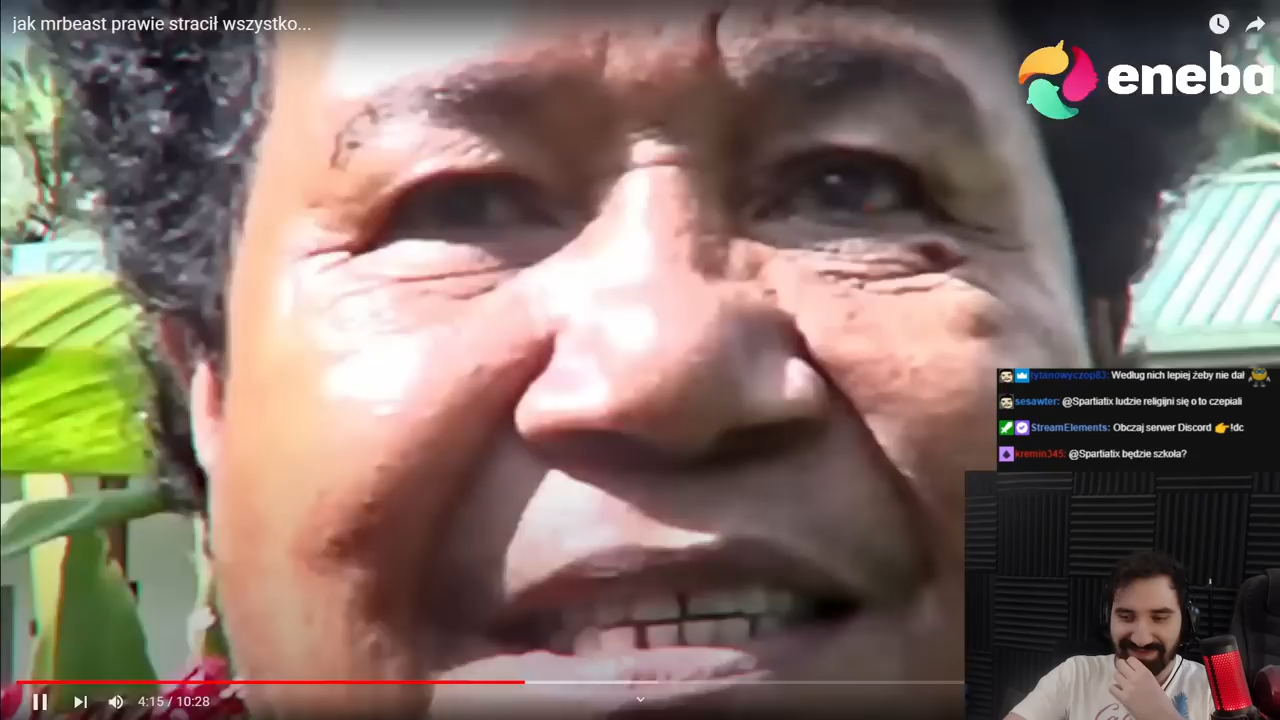 jak mrbeast prawie stracił wszystko...
eneba
tytanowyczop83: Według nich lepiej żeby nie dał
sesawter: @Spartiatix ludzie religijni się o to czepiali
StreamElements: Obczaj serwer Discord 👉!dc
kremin345: @Spartiatix będzie szkoła?
4:15 / 10:28